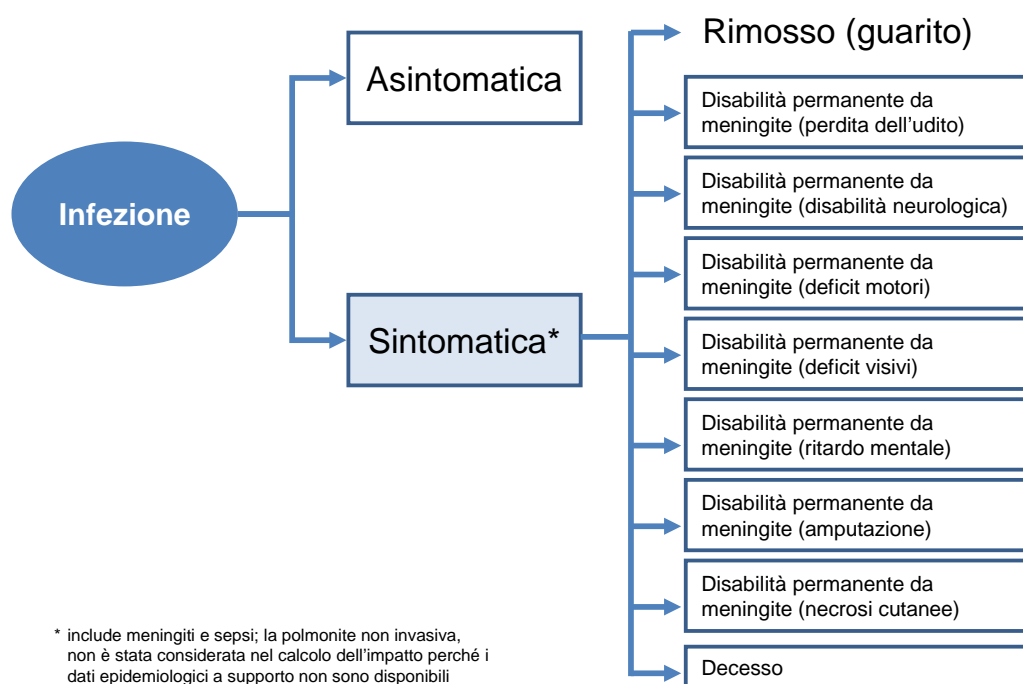 Infezione
Asintomatica
Sintomatica*
Rimosso (guarito)
Disabilità permanente da
meningite (perdita dell'udito)
Disabilità permanente da
meningite (disabilità neurologica)
Disabilità permanente da
meningite (deficit motori)
Disabilità permanente da
meningite (deficit visivi)
Disabilità permanente da
meningite (ritardo mentale)
Disabilità permanente da
meningite (amputazione)
Disabilità permanente da
meningite (necrosi cutanee)
Decesso
* include meningiti e sepsi; la polmonite non invasiva,
non è stata considerata nel calcolo dell'impatto perché i
dati epidemiologici a supporto non sono disponibili